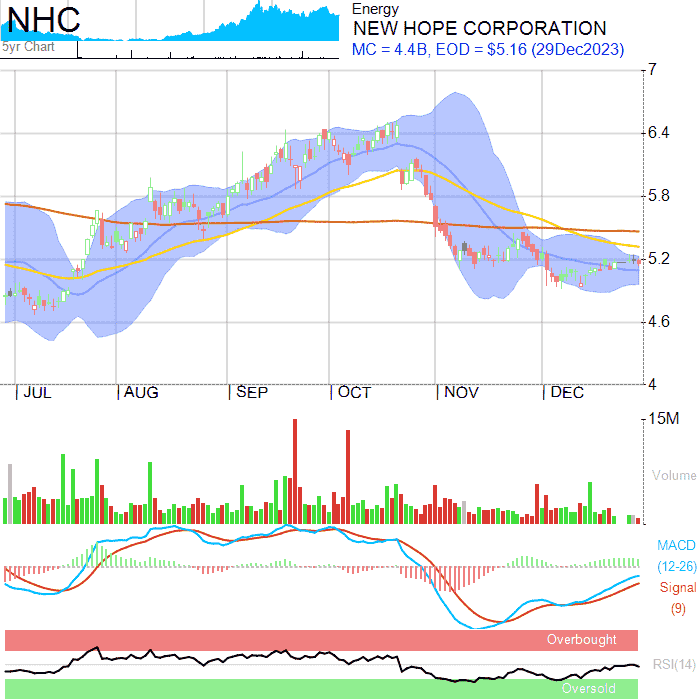 NHC
5yr Chart
Energy
NEW HOPE CORPORATION
MC = 4.4B, EOD = $5.16 (29Dec2023)
7
6.4
5.8
5.2
4.6
4
JUL AUG SEP OCT NOV DEC
15M
Volume
MACD
(12-26)
Signal
(9)
Overbought
RSI(14)
Oversold